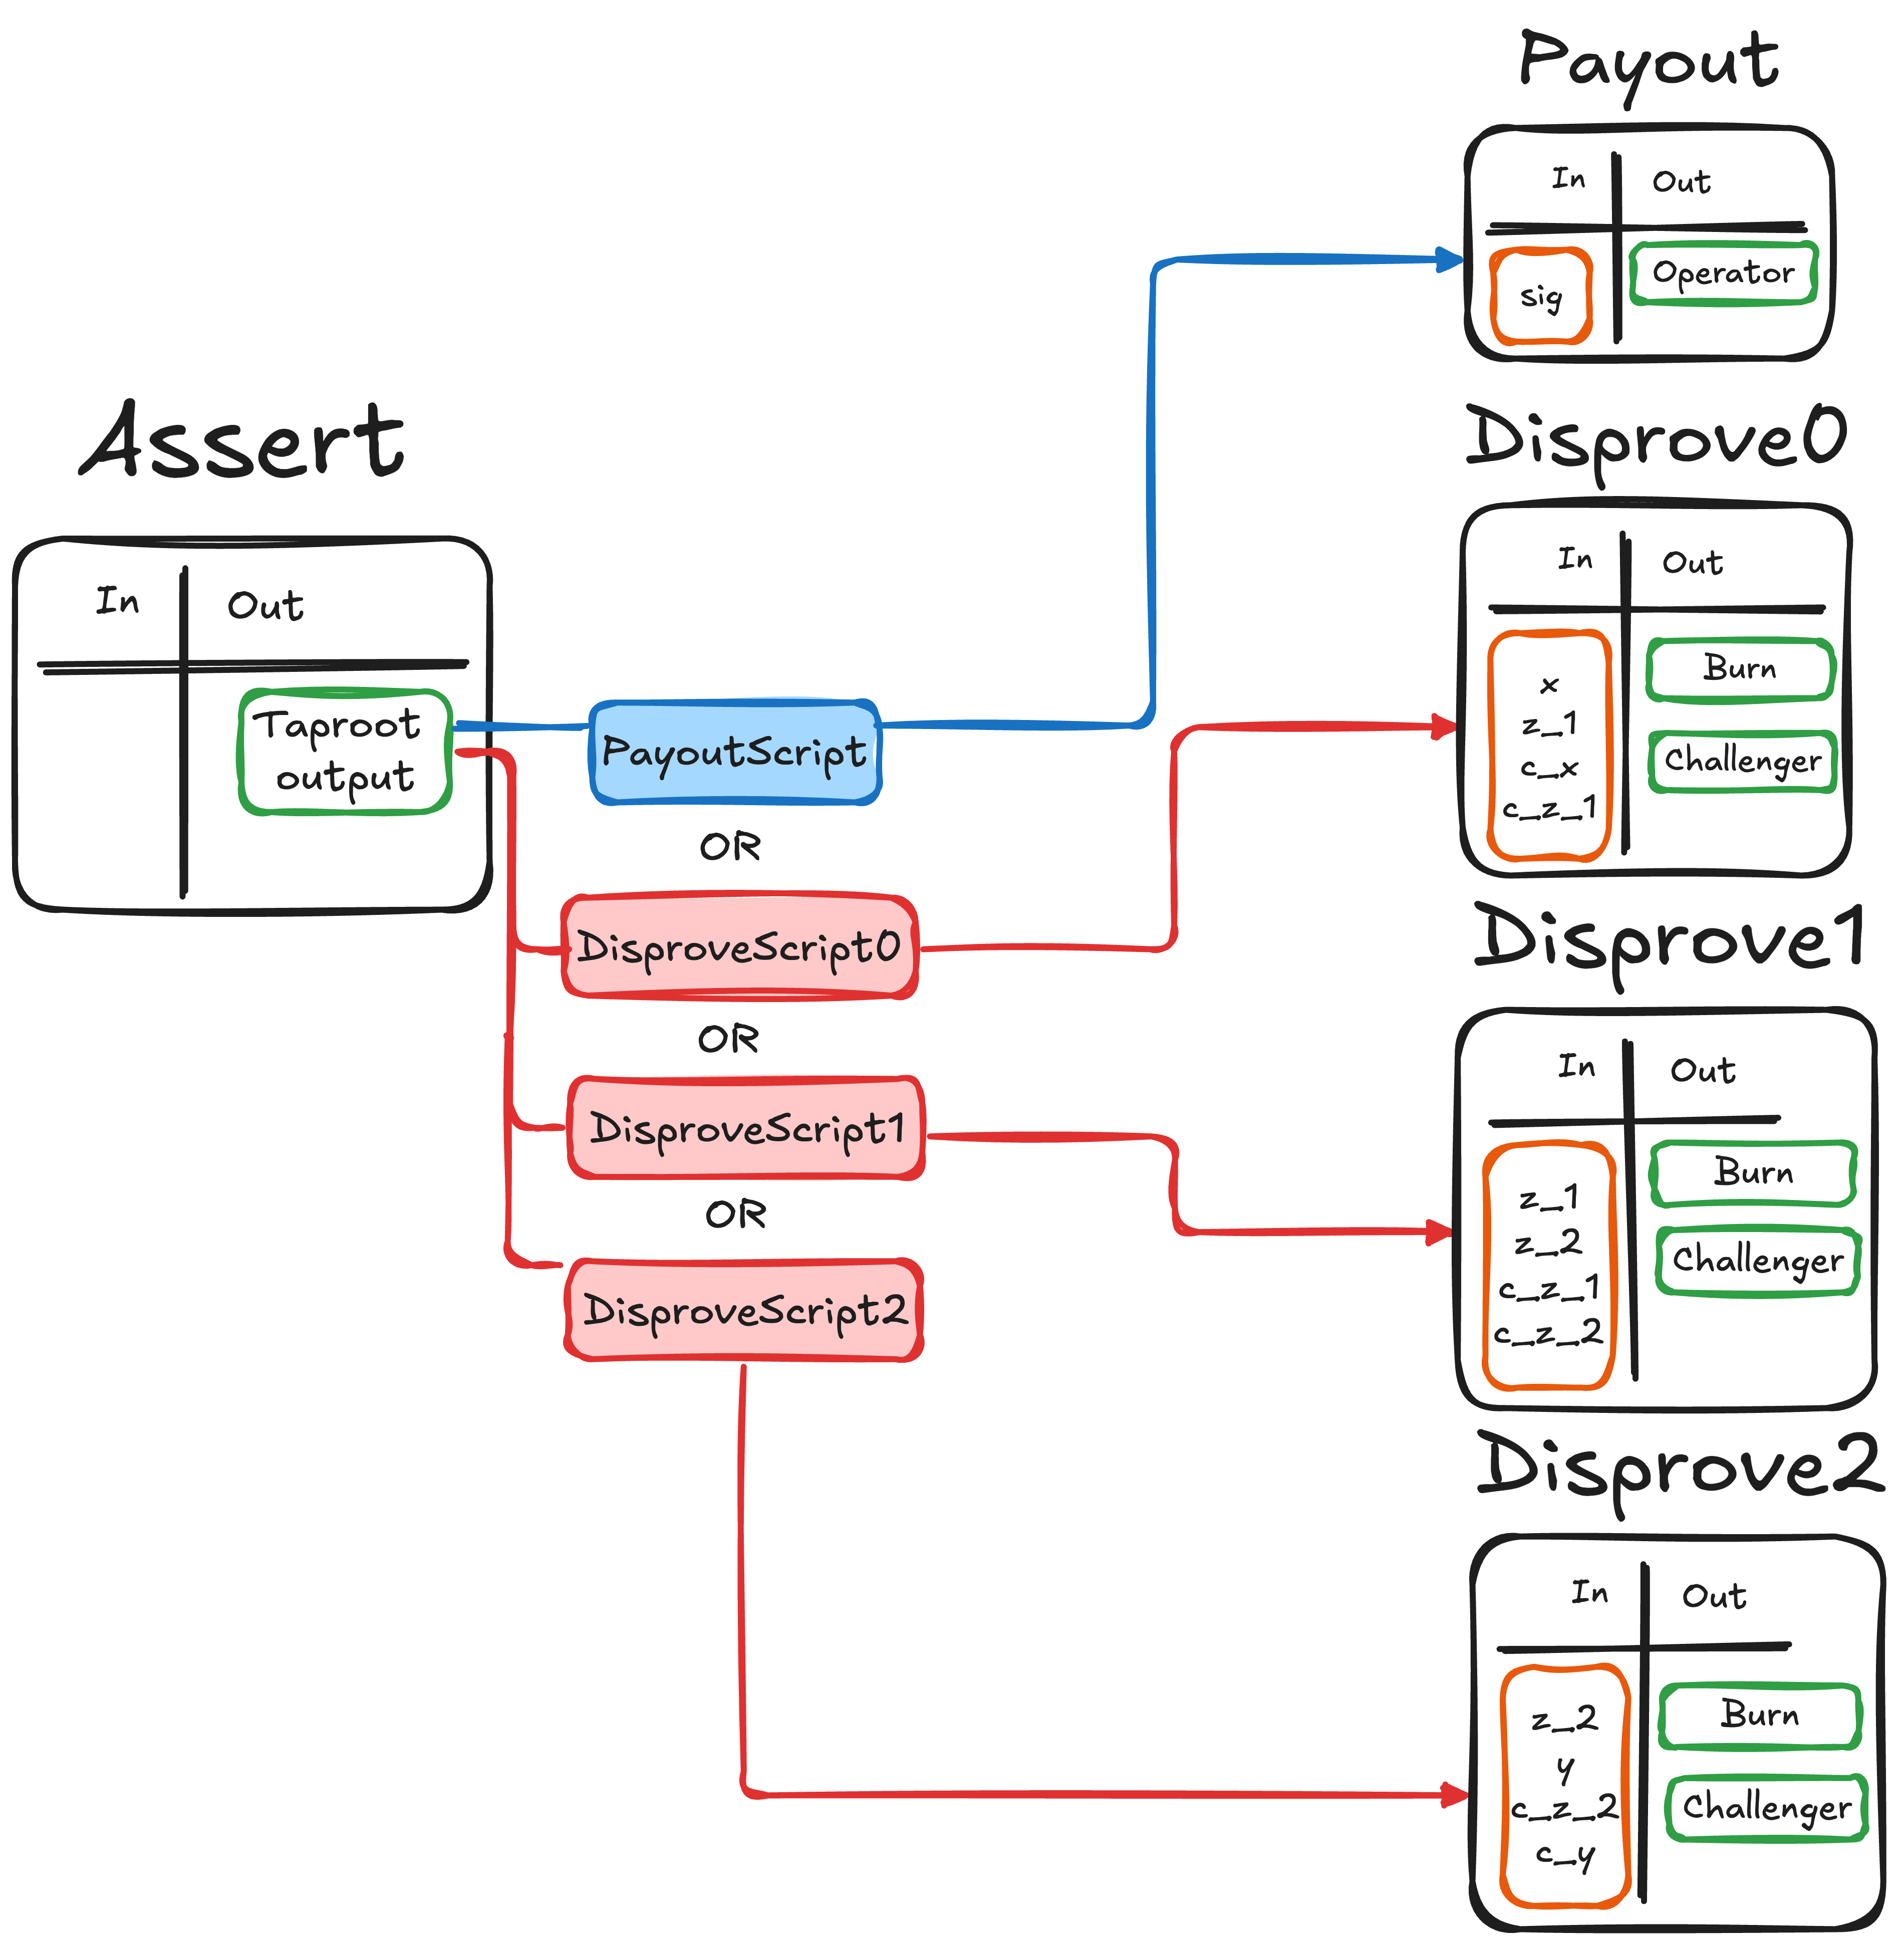 Assert
In
Out
Taproot
output
PayoutScript
OR
DisproveScript0
OR
DisproveScript1
OR
DisproveScript2
Payout
In
Out
sig
Operator
Disprove0
In
Out
x
z_1
c_x
c_z_1
Burn
Challenger
Disprove1
In
Out
z_1
z_2
c_z_1
c_z_2
Burn
Challenger
Disprove2
In
Out
z_2
y
c_z_2
c_y
Burn
Challenger